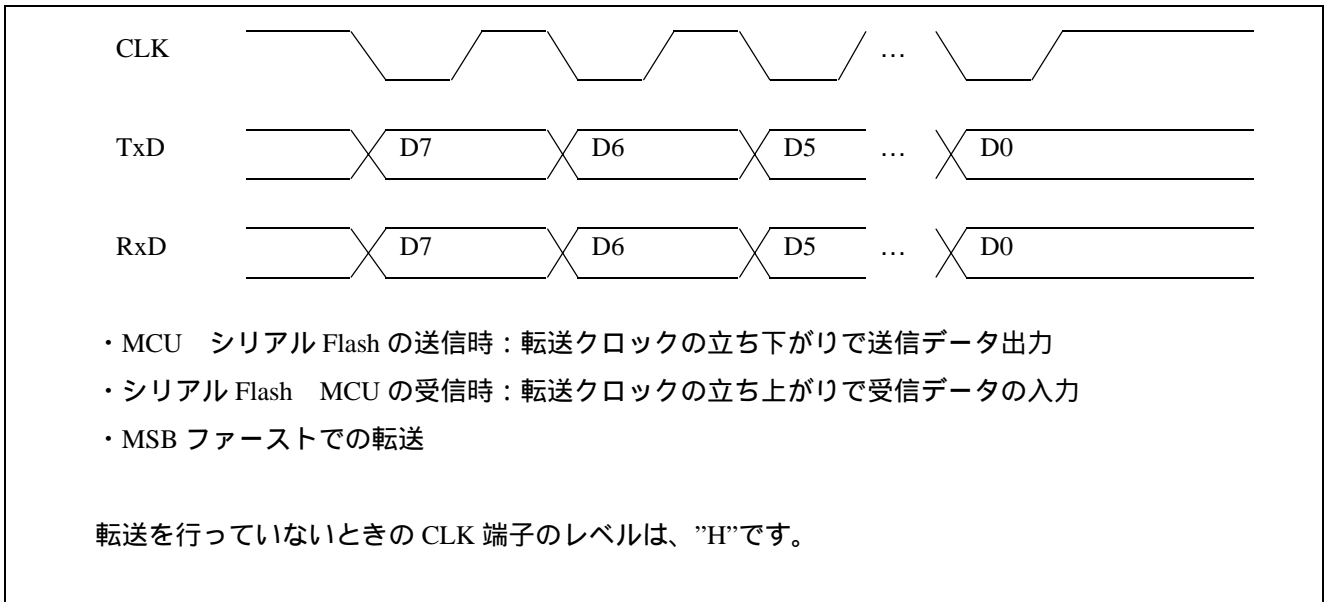 CLK …
TxD D7 D6 D5 … D0
RxD D7 D6 D5 … D0
・MCU　シリアル Flash の送信時：転送クロックの立ち下がりで送信データ出力
・シリアル Flash　MCU の受信時：転送クロックの立ち上がりで受信データの入力
・MSB ファーストでの転送
転送を行っていないときの CLK 端子のレベルは、”H”です。